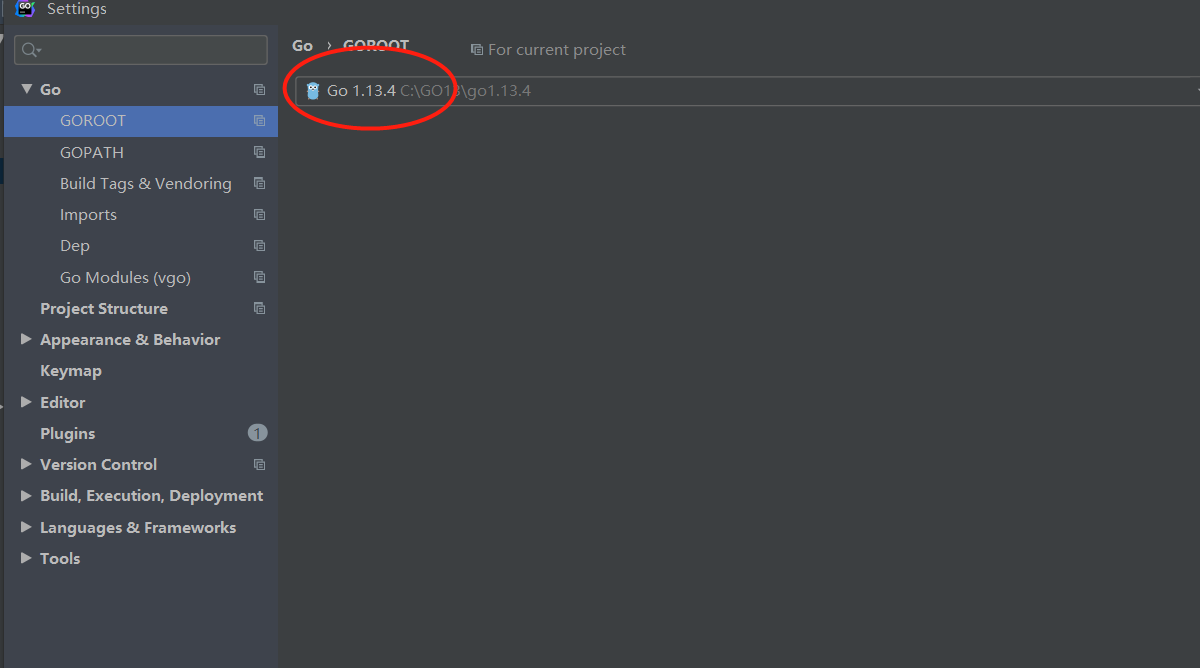 Settings
Go › GOROOT
For current project
Go
Go 1.13.4 C:\GO13\go1.13.4
GOROOT
GOPATH
Build Tags & Vendoring
Imports
Dep
Go Modules (vgo)
Project Structure
Appearance & Behavior
Keymap
Editor
Plugins 1
Version Control
Build, Execution, Deployment
Languages & Frameworks
Tools